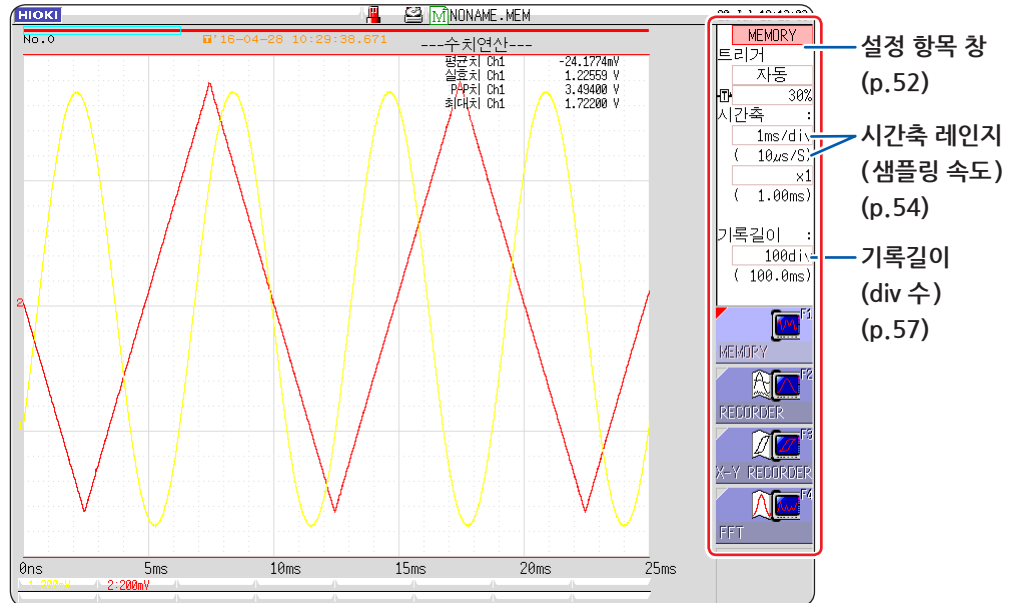 HIOKI
NONAME.MEM
No.0
'16-04-28 10:29:38.671
---수치연산---
평균치 Ch1 -24.1774mV
실효치 Ch1 1.22559 V
P-P치 Ch1 3.49400 V
최대치 Ch1 1.72200 V
2
0ns 5ms 10ms 15ms 20ms 25ms
2:200mV
MEMORY
트리거
자동
30%
시간축 :
1ms/div
( 10µs/S)
x1
( 1.00ms)
기록길이 :
100div
( 100.0ms)
F1
MEMORY
F2
RECORDER
F3
X-Y RECORDER
F4
FFT
설정 항목 창
(p.52)
시간축 레인지
(샘플링 속도)
(p.54)
기록길이
(div 수)
(p.57)